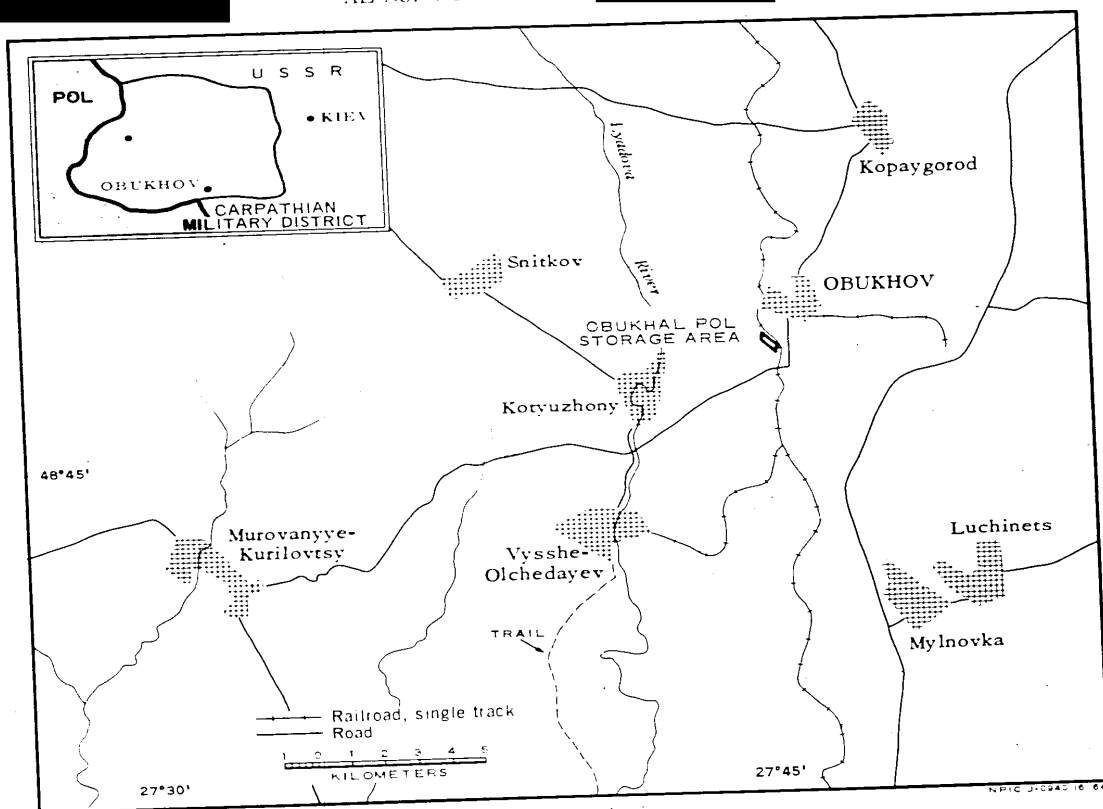 USSR
POL
KIEV
OBUKHOV
CARPATHIAN
MILITARY DISTRICT
Lyadova
River
Kopaygorod
Snitkov
OBUKHOV
OBUKHAL POL
STORAGE AREA
Kotyuzhony
48°45'
Murovanyye-
Kurilovtsy
Vysshe-
Olchedayev
Luchinets
Mylnovka
TRAIL
Railroad, single track
Road
1 0 1 2 3 4 5
KILOMETERS
27°30'
27°45'